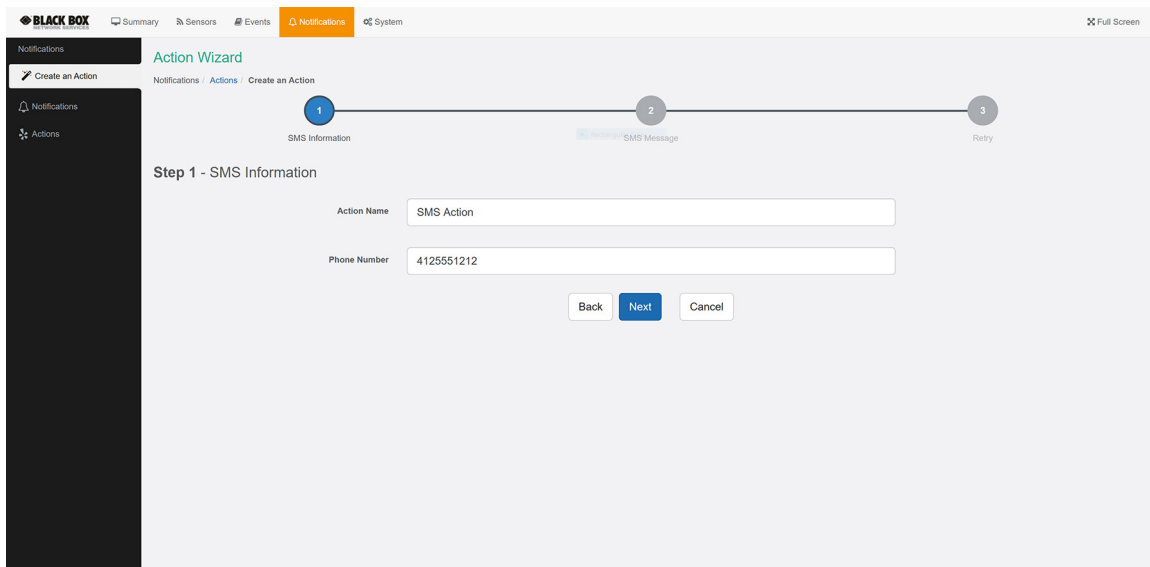 BLACK BOX
NETWORK SERVICES
Summary
Sensors
Events
Notifications
System
Full Screen
Notifications
Create an Action
Notifications
Actions
Action Wizard
Notifications / Actions / Create an Action
1
2
3
SMS Information
SMS Message
Retry
Step 1 - SMS Information
Action Name
SMS Action
Phone Number
4125551212
Back
Next
Cancel